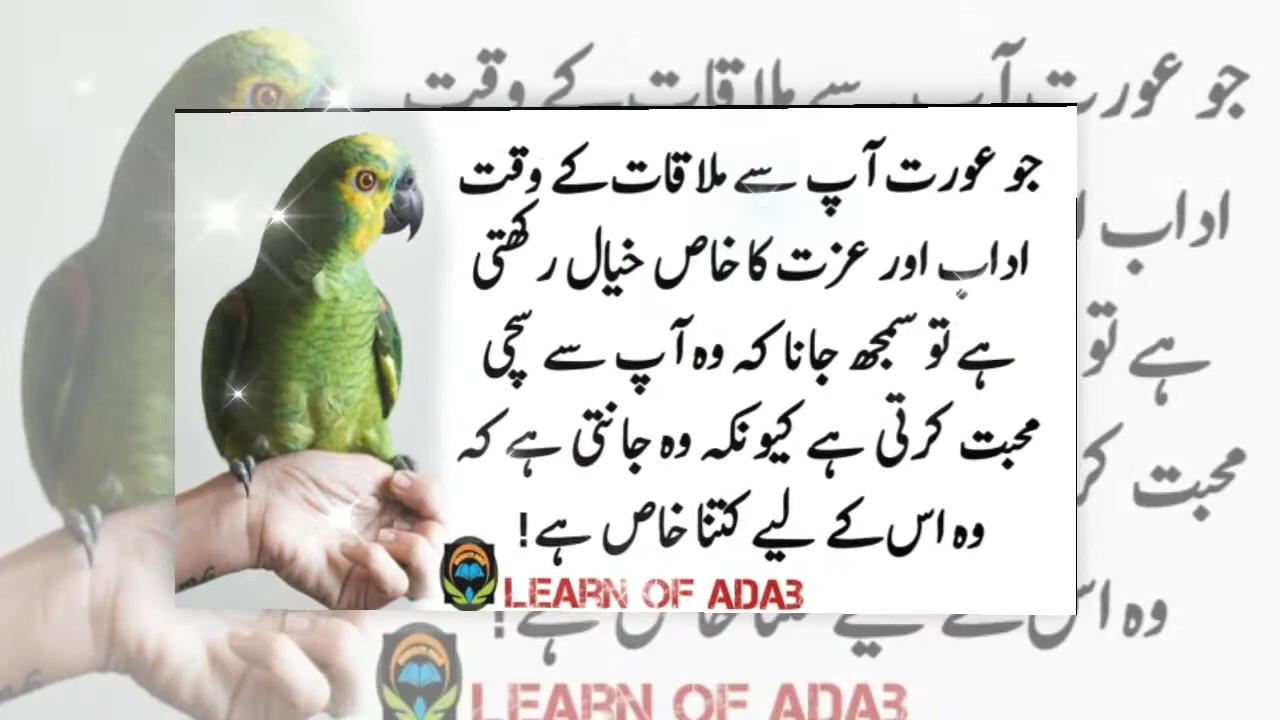 جو عورت آپ سے ملاقات کے وقت
اداب اور عزت کا خاص خیال رکھتی
ہے تو سمجھ جانا کہ وہ آپ سے سچی
محبت کرتی ہے کیونکہ وہ جانتی ہے کہ
وہ اس کے لیے کتنا خاص ہے!
LEARN OF ADAB